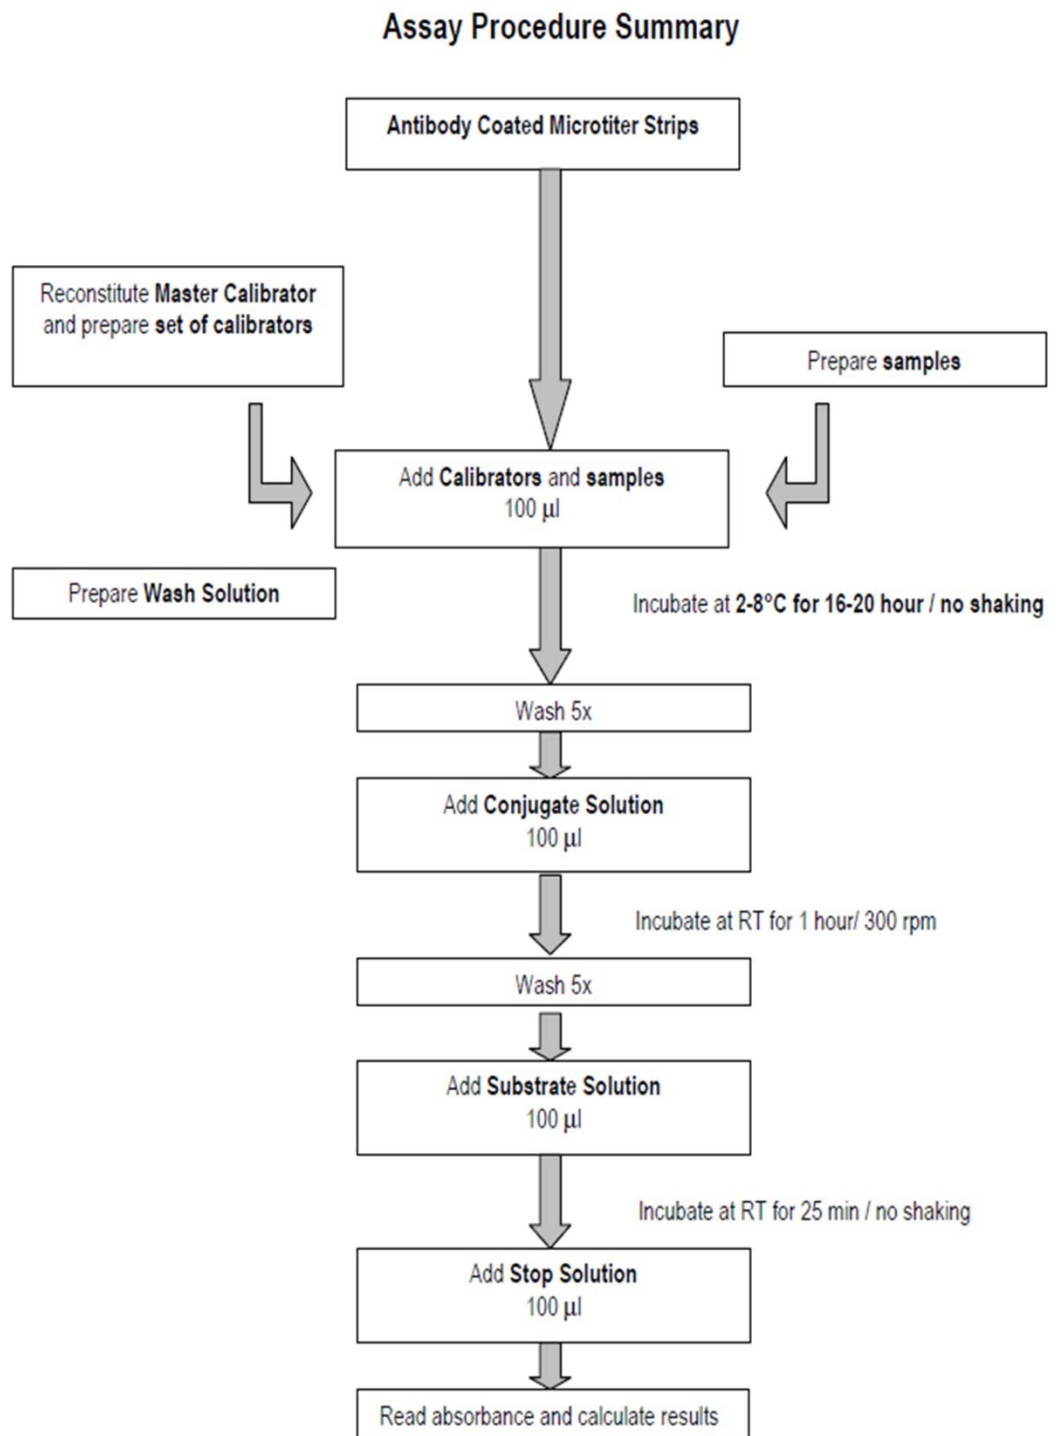 Assay Procedure Summary
Antibody Coated Microtiter Strips
Reconstitute Master Calibrator
and prepare set of calibrators
Prepare samples
Add Calibrators and samples
100 µl
Prepare Wash Solution
Incubate at 2-8°C for 16-20 hour / no shaking
Wash 5x
Add Conjugate Solution
100 µl
Incubate at RT for 1 hour/ 300 rpm
Wash 5x
Add Substrate Solution
100 µl
Incubate at RT for 25 min / no shaking
Add Stop Solution
100 µl
Read absorbance and calculate results